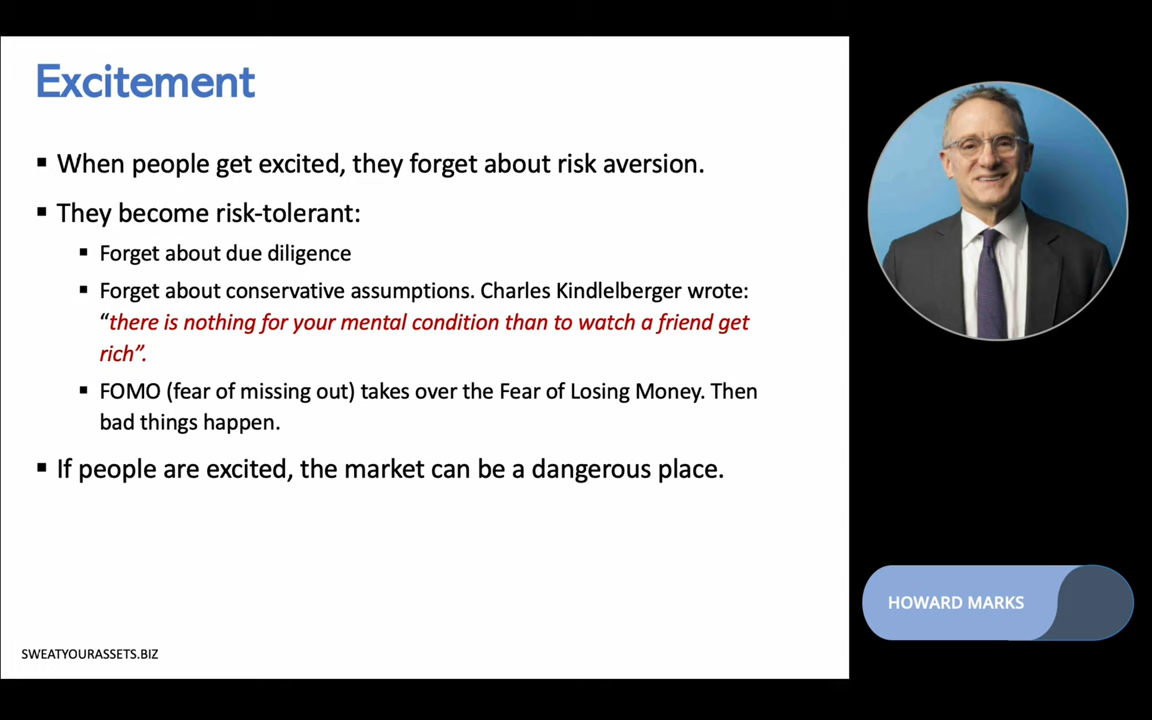 Excitement
▪ When people get excited, they forget about risk aversion.
▪ They become risk-tolerant:
▪ Forget about due diligence
▪ Forget about conservative assumptions. Charles Kindlelberger wrote:
“there is nothing for your mental condition than to watch a friend get
rich”.
▪ FOMO (fear of missing out) takes over the Fear of Losing Money. Then
bad things happen.
▪ If people are excited, the market can be a dangerous place.
HOWARD MARKS
SWEATYOURASSETS.BIZ